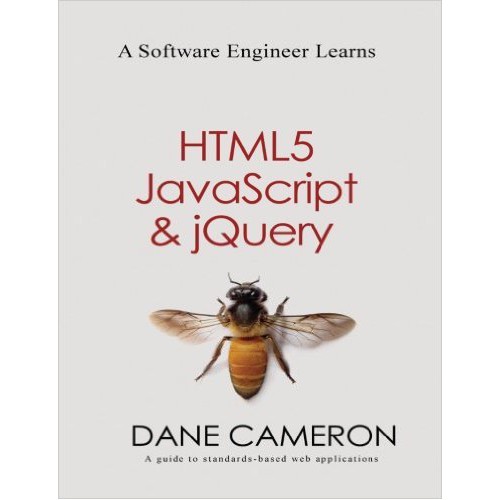 A Software Engineer Learns
HTML5
JavaScript
& jQuery
DANE CAMERON
A guide to standards-based web applications